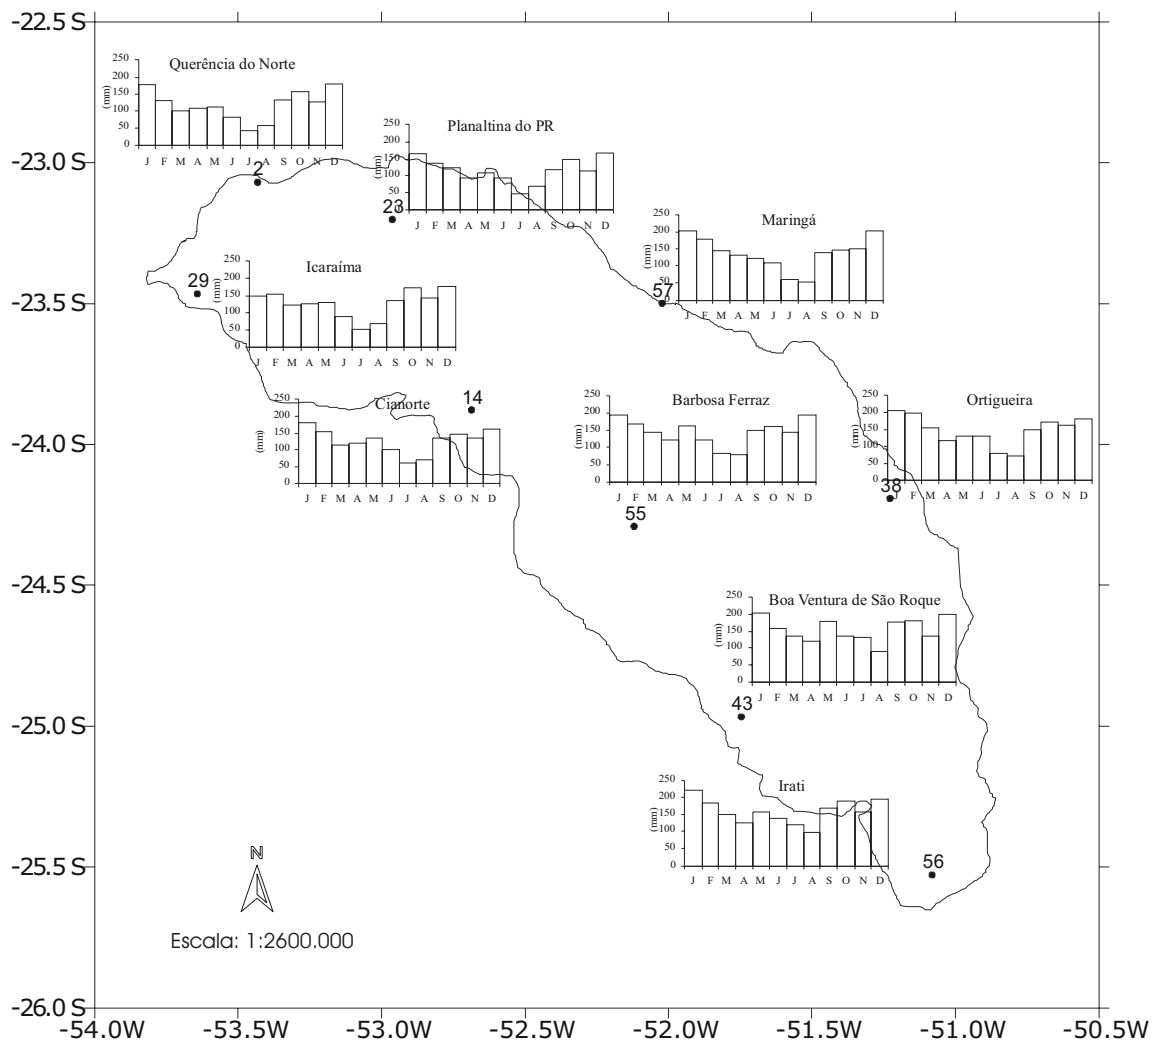 -22.5 S
-23.0 S
-23.5 S
-24.0 S
-24.5 S
-25.0 S
-25.5 S
-26.0 S
-54.0W -53.5W -53.0W -52.5W -52.0W -51.5W -51.0W -50.5W
Querência do Norte
(mm)
250
200
150
100
50
0
J F M A M J J A S O N D
2
Planaltina do PR
(mm)
250
200
150
100
50
0
J F M A M J J A S O N D
23
Maringá
(mm)
250
200
150
100
50
0
J F M A M J J A S O N D
57
Icaraíma
(mm)
250
200
150
100
50
0
J F M A M J J A S O N D
29
Cianorte
(mm)
250
200
150
100
50
0
J F M A M J J A S O N D
14
Barbosa Ferraz
(mm)
250
200
150
100
50
0
J F M A M J J A S O N D
55
Ortigueira
(mm)
250
200
150
100
50
0
J F M A M J J A S O N D
38
Boa Ventura de São Roque
(mm)
250
200
150
100
50
0
J F M A M J J A S O N D
43
Irati
(mm)
250
200
150
100
50
0
J F M A M J J A S O N D
56
N
Escala: 1:2600.000